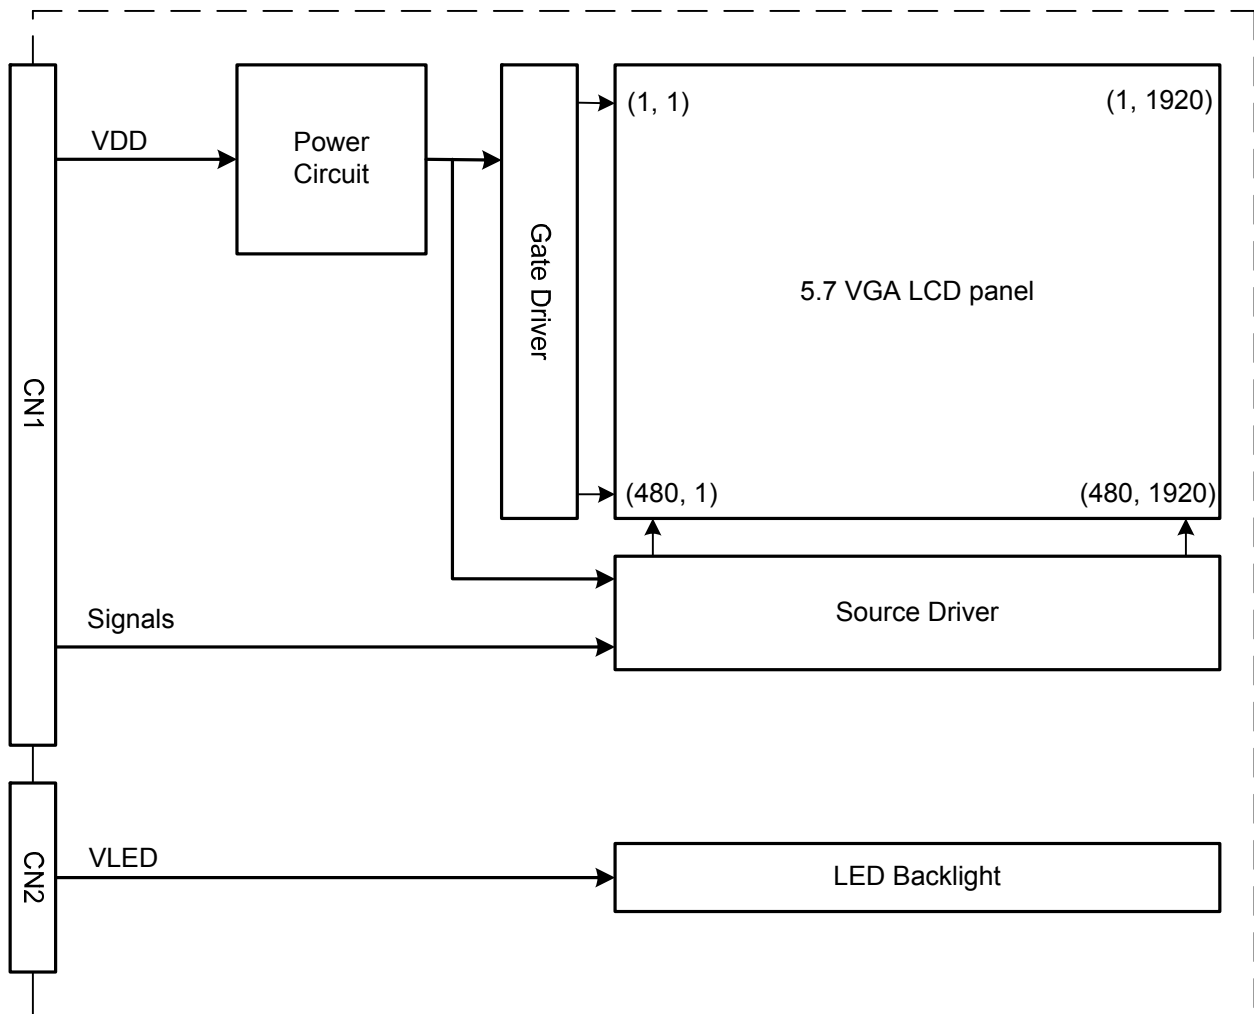 VDD
Power
Circuit
Gate Driver
(1, 1)
(1, 1920)
5.7 VGA LCD panel
(480, 1)
(480, 1920)
CN1
Signals
Source Driver
CN2
VLED
LED Backlight